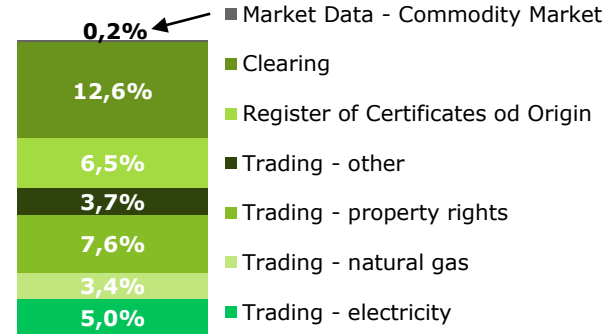 0,2%
Market Data - Commodity Market
12,6%
Clearing
6,5%
Register of Certificates od Origin
3,7%
Trading - other
7,6%
Trading - property rights
3,4%
Trading - natural gas
5,0%
Trading - electricity